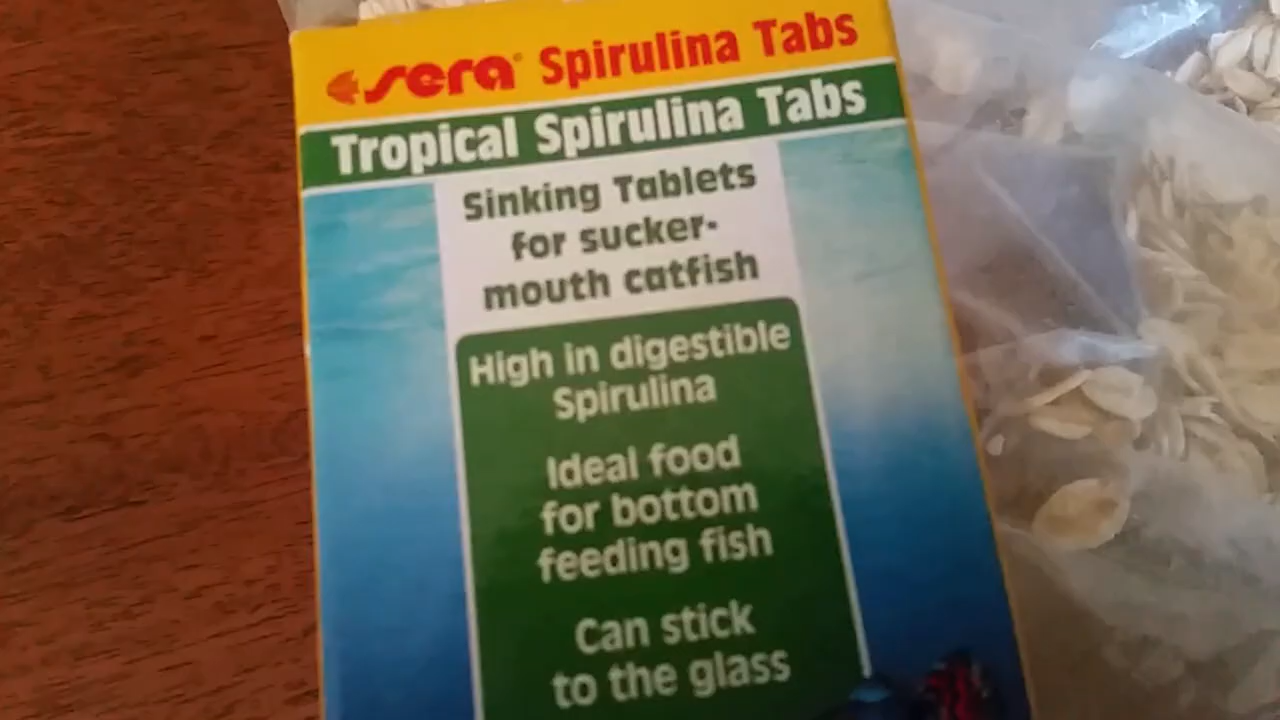 sera Spirulina Tabs
Tropical Spirulina Tabs
Sinking Tablets
for sucker-
mouth catfish
High in digestible
Spirulina
Ideal food
for bottom
feeding fish
Can stick
to the glass